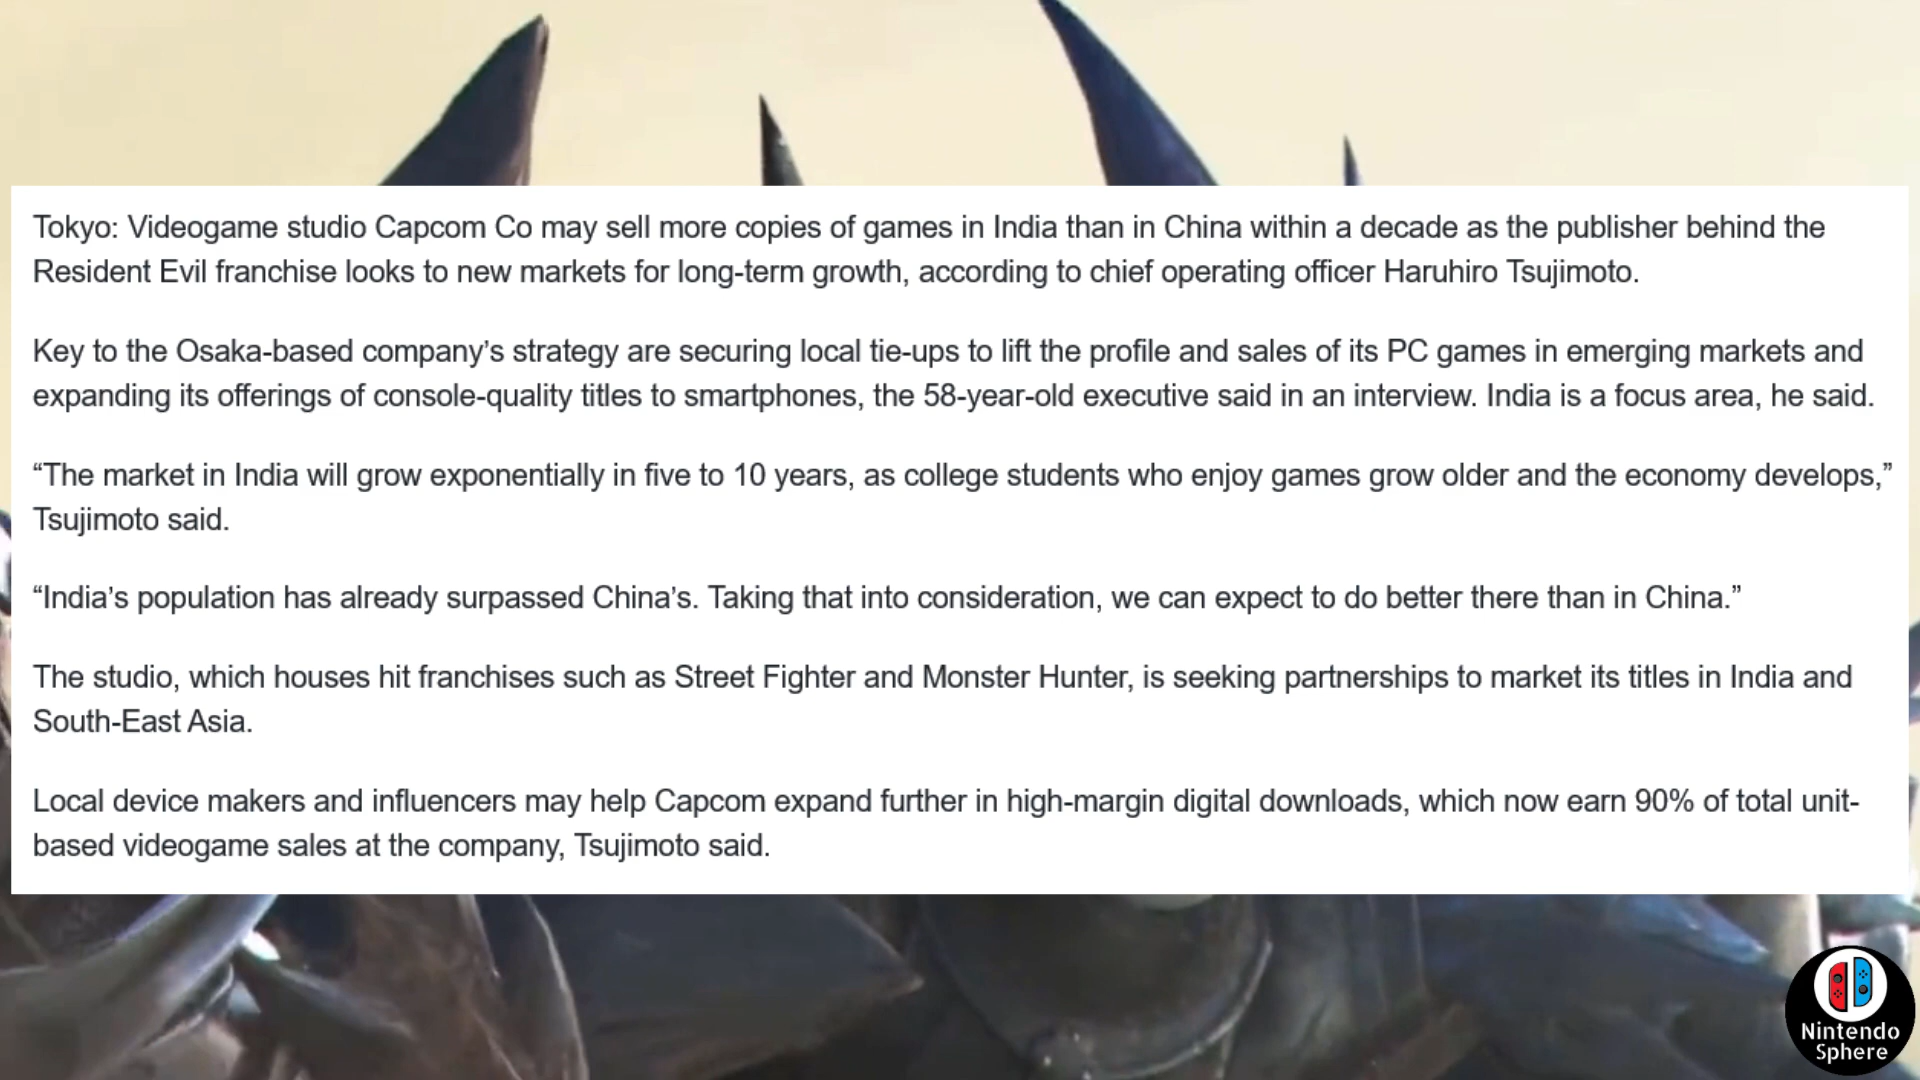 Tokyo: Videogame studio Capcom Co may sell more copies of games in India than in China within a decade as the publisher behind the
Resident Evil franchise looks to new markets for long-term growth, according to chief operating officer Haruhiro Tsujimoto.
Key to the Osaka-based company’s strategy are securing local tie-ups to lift the profile and sales of its PC games in emerging markets and
expanding its offerings of console-quality titles to smartphones, the 58-year-old executive said in an interview. India is a focus area, he said.
“The market in India will grow exponentially in five to 10 years, as college students who enjoy games grow older and the economy develops,”
Tsujimoto said.
“India’s population has already surpassed China’s. Taking that into consideration, we can expect to do better there than in China.”
The studio, which houses hit franchises such as Street Fighter and Monster Hunter, is seeking partnerships to market its titles in India and
South-East Asia.
Local device makers and influencers may help Capcom expand further in high-margin digital downloads, which now earn 90% of total unit-
based videogame sales at the company, Tsujimoto said.
Nintendo
Sphere